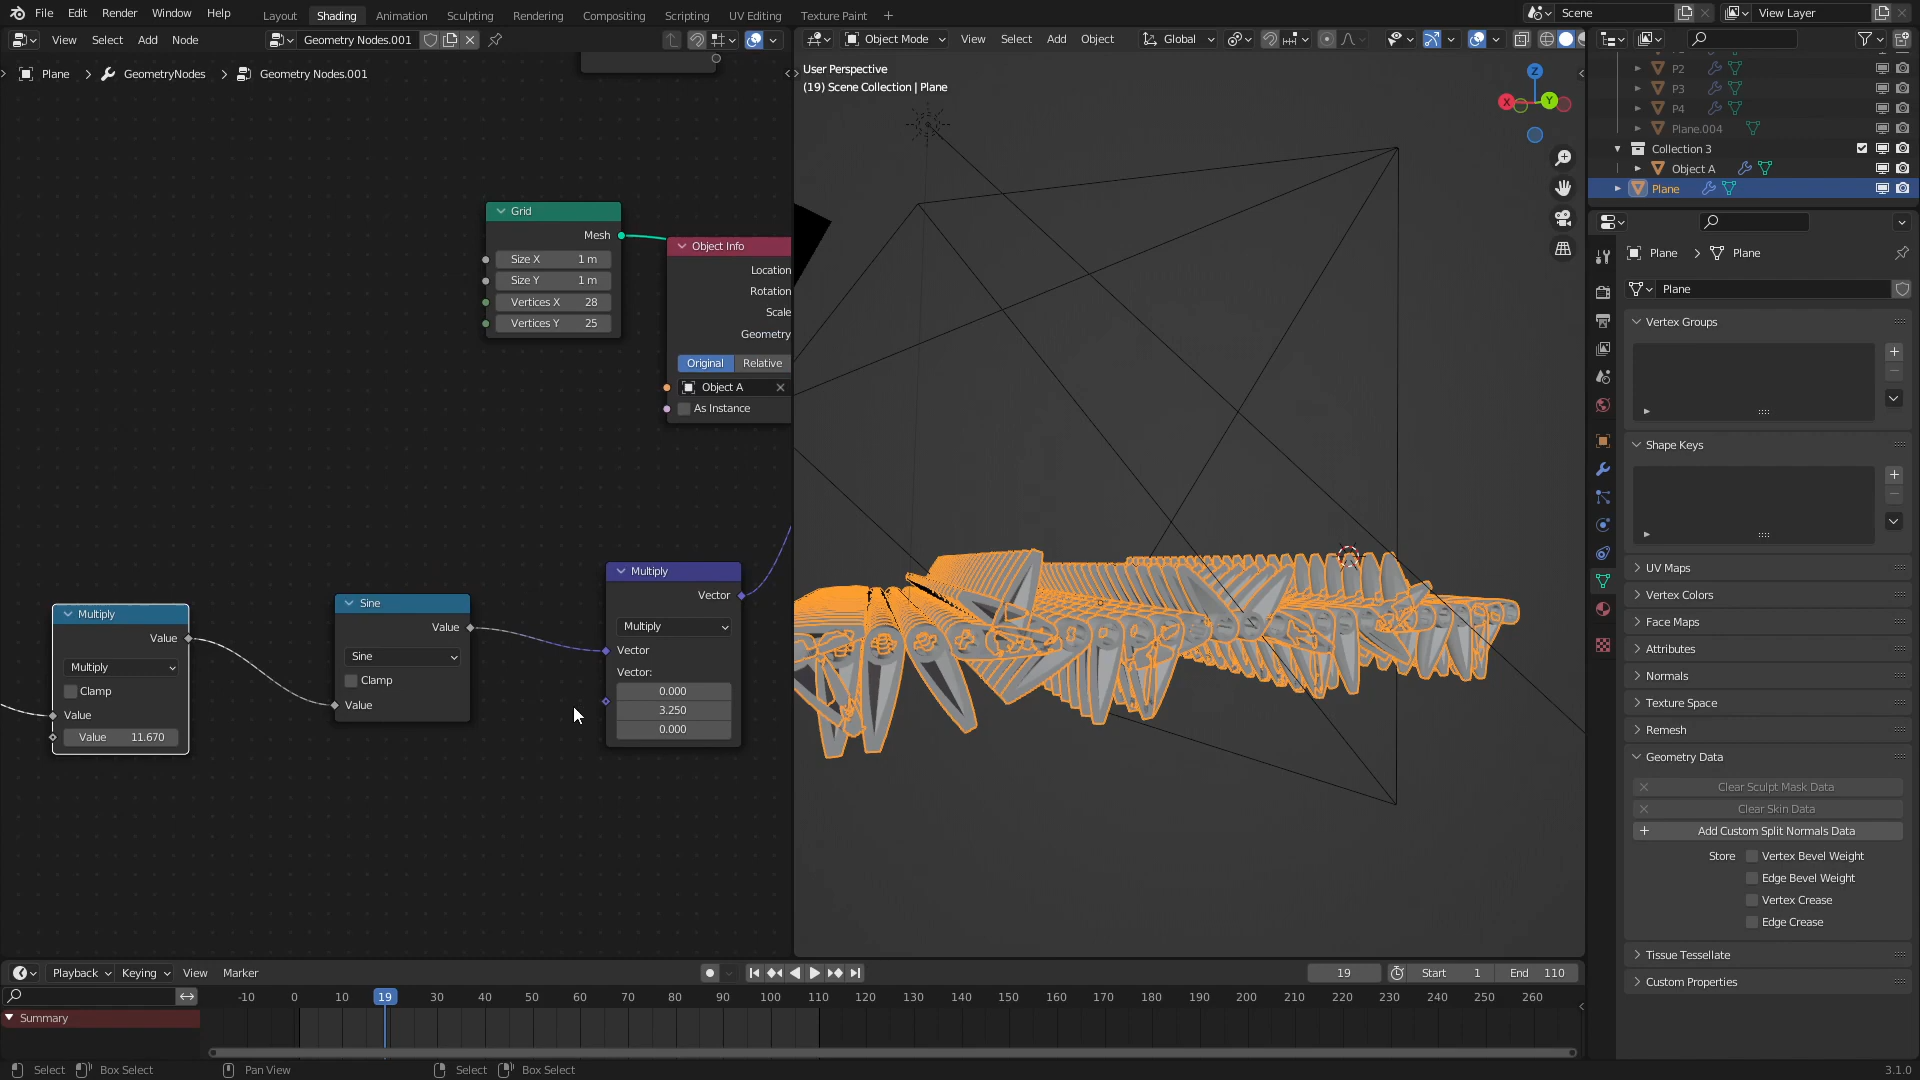 File Edit Render Window Help Layout Shading Animation Sculpting Rendering Compositing Scripting UV Editing Texture Paint + Scene View Layer
View Select Add Node Geometry Nodes.001 Object Mode View Select Add Object Global
Plane > GeometryNodes > Geometry Nodes.001
User Perspective
(19) Scene Collection | Plane
Z
X
Y
Grid
Mesh
Size X 1 m
Size Y 1 m
Vertices X 28
Vertices Y 25
Object Info
Location
Rotation
Scale
Geometry
Original Relative
Object A
As Instance
Multiply
Value
Multiply
Clamp
Value
Value 11.670
Sine
Value
Sine
Clamp
Value
Multiply
Vector
Multiply
Vector
Vector:
0.000
3.250
0.000
P2
P3
P4
Plane.004
Collection 3
Object A
Plane
Plane > Plane
Plane
Vertex Groups
Shape Keys
UV Maps
Vertex Colors
Face Maps
Attributes
Normals
Texture Space
Remesh
Geometry Data
Clear Sculpt Mask Data
Clear Skin Data
Add Custom Split Normals Data
Store Vertex Bevel Weight
Edge Bevel Weight
Vertex Crease
Edge Crease
Tissue Tessellate
Custom Properties
Playback Keying View Marker 19 Start 1 End 110
-10 0 10 19 30 40 50 60 70 80 90 100 110 120 130 140 150 160 170 180 190 200 210 220 230 240 250 260
Summary
Select Box Select Pan View Select Box Select 3.1.0